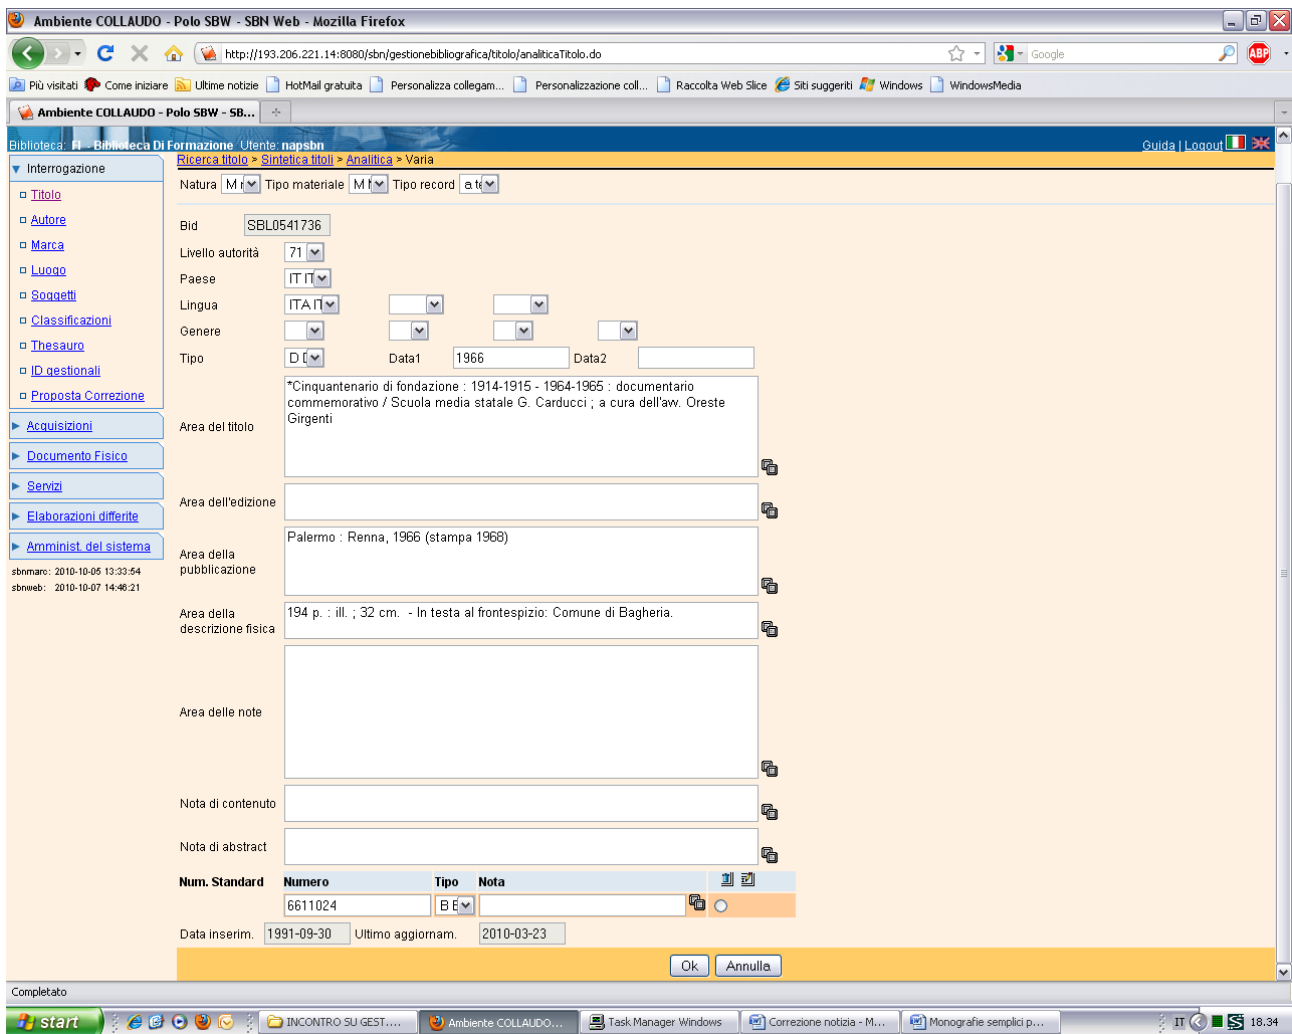 Ambiente COLLAUDO - Polo SBW - SBN Web - Mozilla Firefox
http://193.206.221.14:8080/sbn/gestionebibliografica/titolo/analiticaTitolo.do
Google
ABP
Più visitati Come iniziare Ultime notizie HotMail gratuita Personalizza collegam... Personalizzazione coll... Raccolta Web Slice Siti suggeriti Windows WindowsMedia
Ambiente COLLAUDO - Polo SBW - SB...
Biblioteca: FI - Biblioteca Di Formazione Utente: napsbn
Guida | Logout
Interrogazione
Titolo
Autore
Marca
Luogo
Soggetti
Classificazioni
Thesauro
ID gestionali
Proposta Correzione
Acquisizioni
Documento Fisico
Servizi
Elaborazioni differite
Amminist. del sistema
sbnmarc: 2010-10-05 13:33:54
sbnweb: 2010-10-07 14:46:21
Ricerca titolo > Sintetica titoli > Analitica > Varia
Natura M Tipo materiale M Tipo record a te
Bid SBL0541736
Livello autorità 71
Paese IT IT
Lingua ITA IT
Genere
Tipo D D Data1 1966 Data2
Area del titolo
*Cinquantenario di fondazione : 1914-1915 - 1964-1965 : documentario
commemorativo / Scuola media statale G. Carducci ; a cura dell'avv. Oreste
Girgenti
Area dell'edizione
Area della
pubblicazione
Palermo : Renna, 1966 (stampa 1968)
Area della
descrizione fisica
194 p. : ill. ; 32 cm. - In testa al frontespizio: Comune di Bagheria.
Area delle note
Nota di contenuto
Nota di abstract
Num. Standard Numero Tipo Nota
6611024 B E
Data inserim. 1991-09-30 Ultimo aggiornam. 2010-03-23
Ok Annulla
Completato
start INCONTRO SU GEST.... Ambiente COLLAUDO... Task Manager Windows Correzione notizia - M... Monografie semplici p... IT 18.34